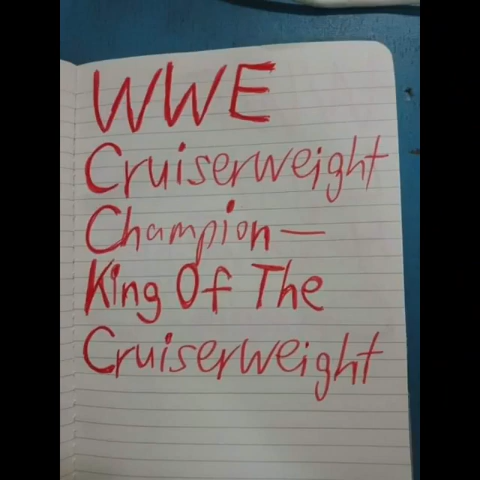 WWE
Cruiserweight
Champion—
King Of The
Cruiserweight